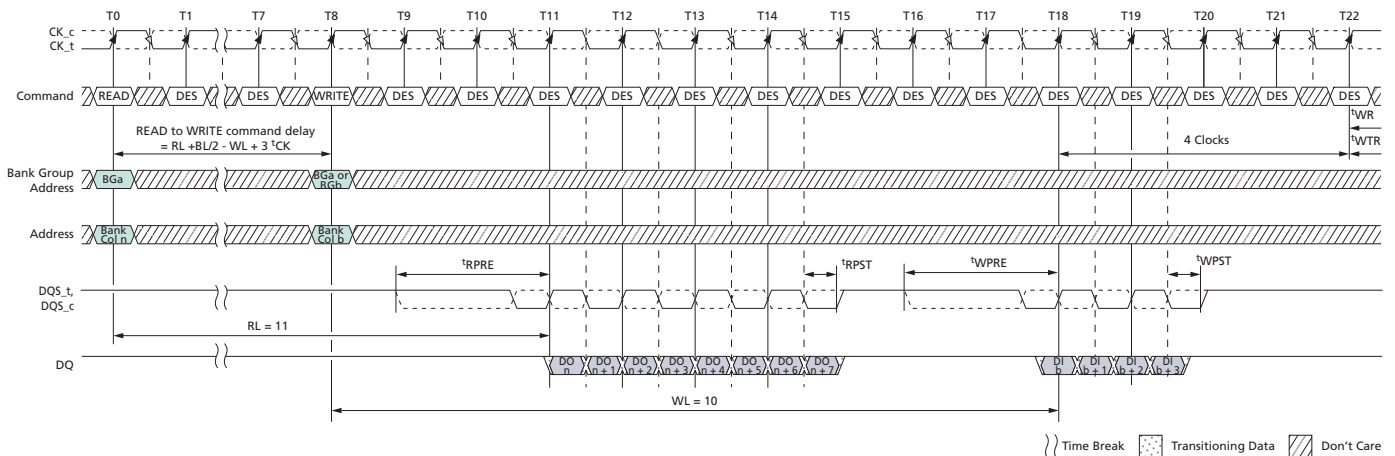 T0 T1 T7 T8 T9 T10 T11 T12 T13 T14 T15 T16 T17 T18 T19 T20 T21 T22
CK_c
CK_t
Command READ DES DES WRITE DES DES DES DES DES DES DES DES DES DES DES DES DES DES
READ to WRITE command delay
= RL +BL/2 - WL + 3 tCK
4 Clocks
tWR
tWTR
Bank Group
Address
BGa
BGa or
BGb
Address
Bank
Col n
Bank
Col b
tRPRE tRPST tWPRE tWPST
DQS_t,
DQS_c
RL = 11
DQ
DO
n
DO
n + 1
DO
n + 2
DO
n + 3
DO
n + 4
DO
n + 5
DO
n + 6
DO
n + 7
DI
b
DI
b + 1
DI
b + 2
DI
b + 3
WL = 10
Time Break Transitioning Data Don't Care